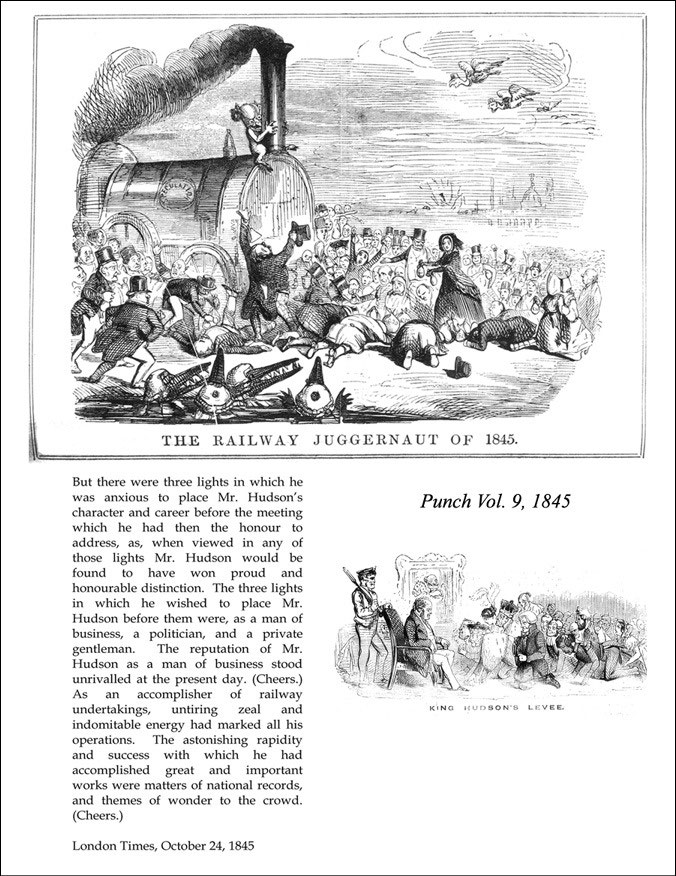 SPECULATION
THE RAILWAY JUGGERNAUT OF 1845.
But there were three lights in which he
was anxious to place Mr. Hudson's
character and career before the meeting
which he had then the honour to
address, as, when viewed in any of
those lights Mr. Hudson would be
found to have won proud and
honourable distinction. The three lights
in which he wished to place Mr.
Hudson before them were, as a man of
business, a politician, and a private
gentleman. The reputation of Mr.
Hudson as a man of business stood
unrivalled at the present day. (Cheers.)
As an accomplisher of railway
undertakings, untiring zeal and
indomitable energy had marked all his
operations. The astonishing rapidity
and success with which he had
accomplished great and important
works were matters of national records,
and themes of wonder to the crowd.
(Cheers.)
London Times, October 24, 1845
Punch Vol. 9, 1845
KING HUDSON'S LEVEE.